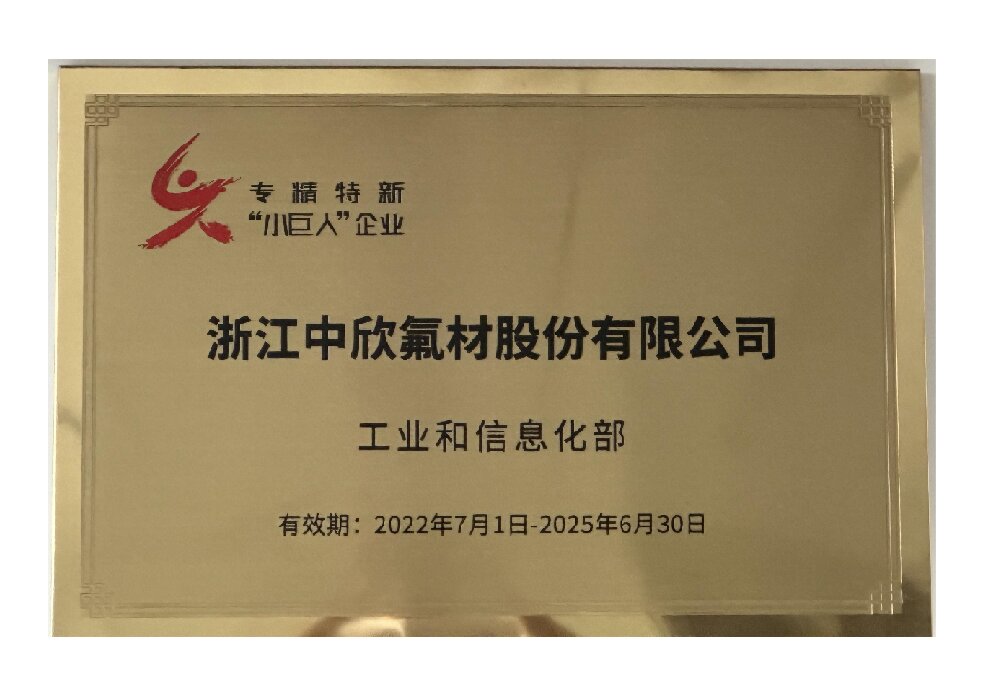 专精特新
“小巨人”企业
浙江中欣氟材股份有限公司
工业和信息化部
有效期：2022年7月1日-2025年6月30日